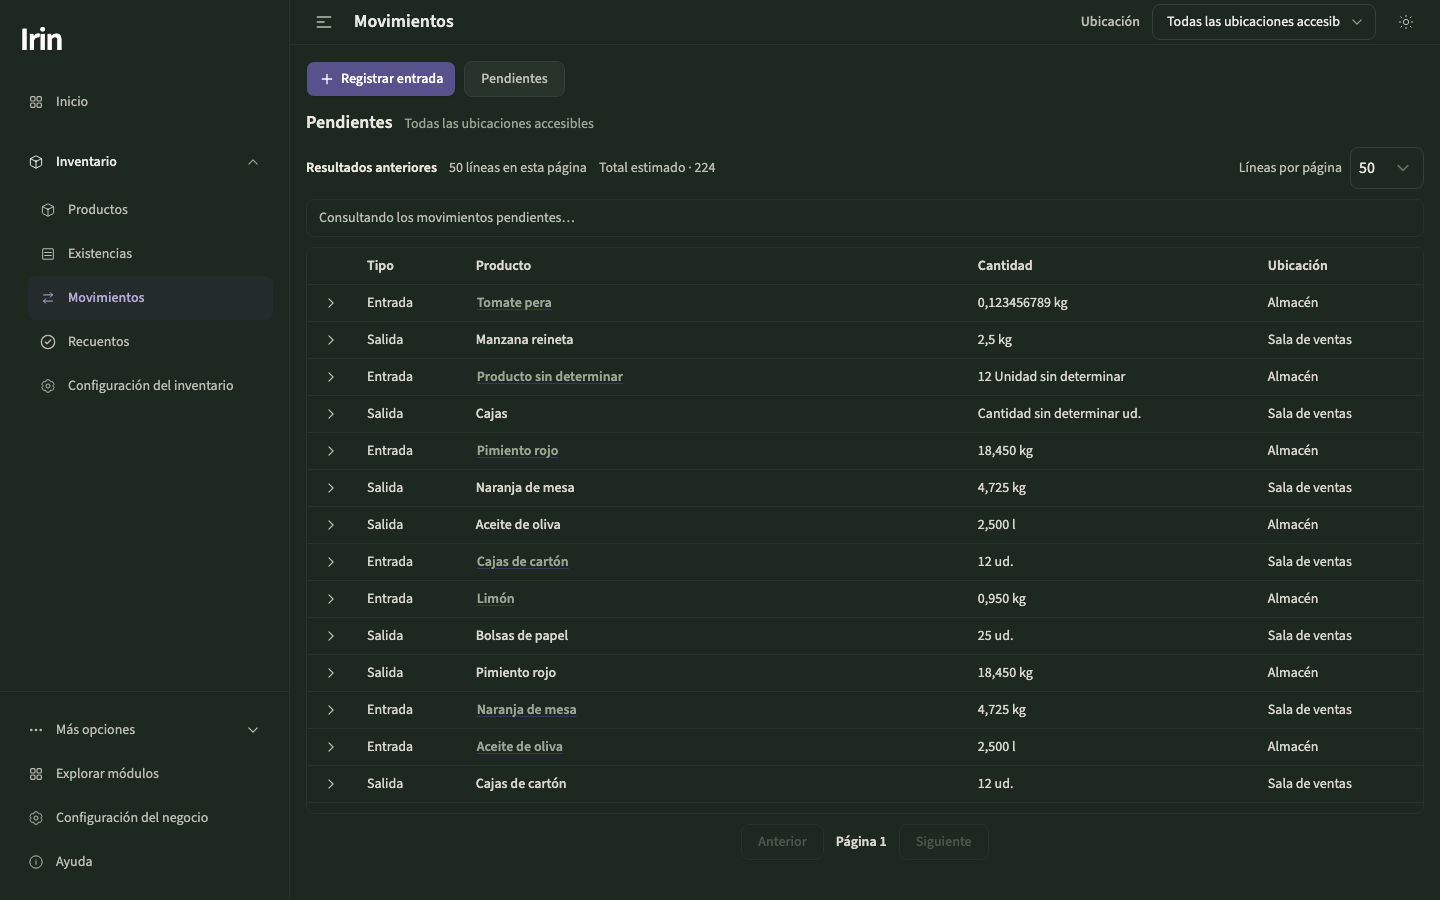 Irin
Inicio
Inventario
Productos
Existencias
Movimientos
Recuentos
Configuración del inventario
Más opciones
Explorar módulos
Configuración del negocio
Ayuda
Movimientos
Ubicación Todas las ubicaciones accesib
Registrar entrada Pendientes
Pendientes Todas las ubicaciones accesibles
Resultados anteriores 50 líneas en esta página Total estimado · 224 Líneas por página 50
Consultando los movimientos pendientes…
Tipo Producto Cantidad Ubicación
Entrada Tomate pera 0,123456789 kg Almacén
Salida Manzana reineta 2,5 kg Sala de ventas
Entrada Producto sin determinar 12 Unidad sin determinar Almacén
Salida Cajas Cantidad sin determinar ud. Sala de ventas
Entrada Pimiento rojo 18,450 kg Almacén
Salida Naranja de mesa 4,725 kg Sala de ventas
Salida Aceite de oliva 2,500 l Almacén
Entrada Cajas de cartón 12 ud. Sala de ventas
Entrada Limón 0,950 kg Almacén
Salida Bolsas de papel 25 ud. Sala de ventas
Salida Pimiento rojo 18,450 kg Almacén
Entrada Naranja de mesa 4,725 kg Sala de ventas
Entrada Aceite de oliva 2,500 l Almacén
Salida Cajas de cartón 12 ud. Sala de ventas
Anterior Página 1 Siguiente